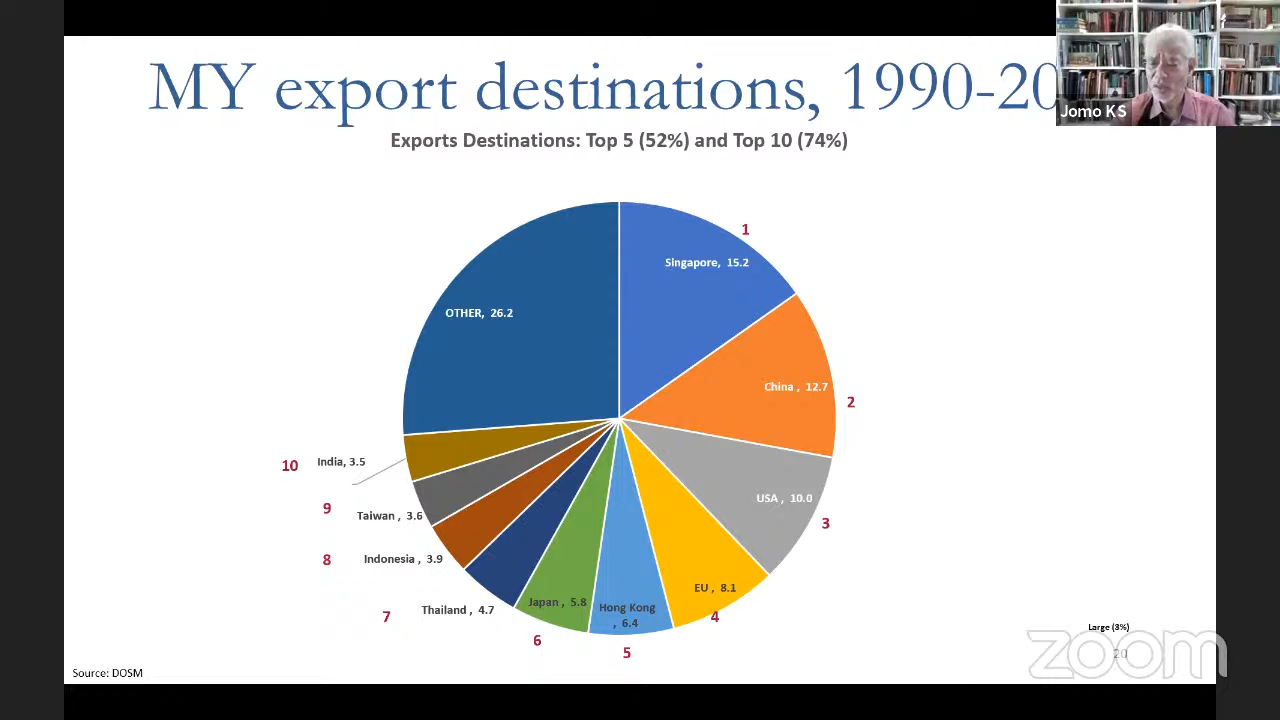 MY export destinations, 1990-20
Jomo KS
Exports Destinations: Top 5 (52%) and Top 10 (74%)
1
Singapore, 15.2
OTHER, 26.2
China , 12.7
2
10
India, 3.5
USA , 10.0
9
Taiwan , 3.6
3
8
Indonesia , 3.9
EU , 8.1
7
Thailand , 4.7
Japan , 5.8
Hong Kong
, 6.4
4
6
5
Large (3%)
zoom
20
Source: DOSM